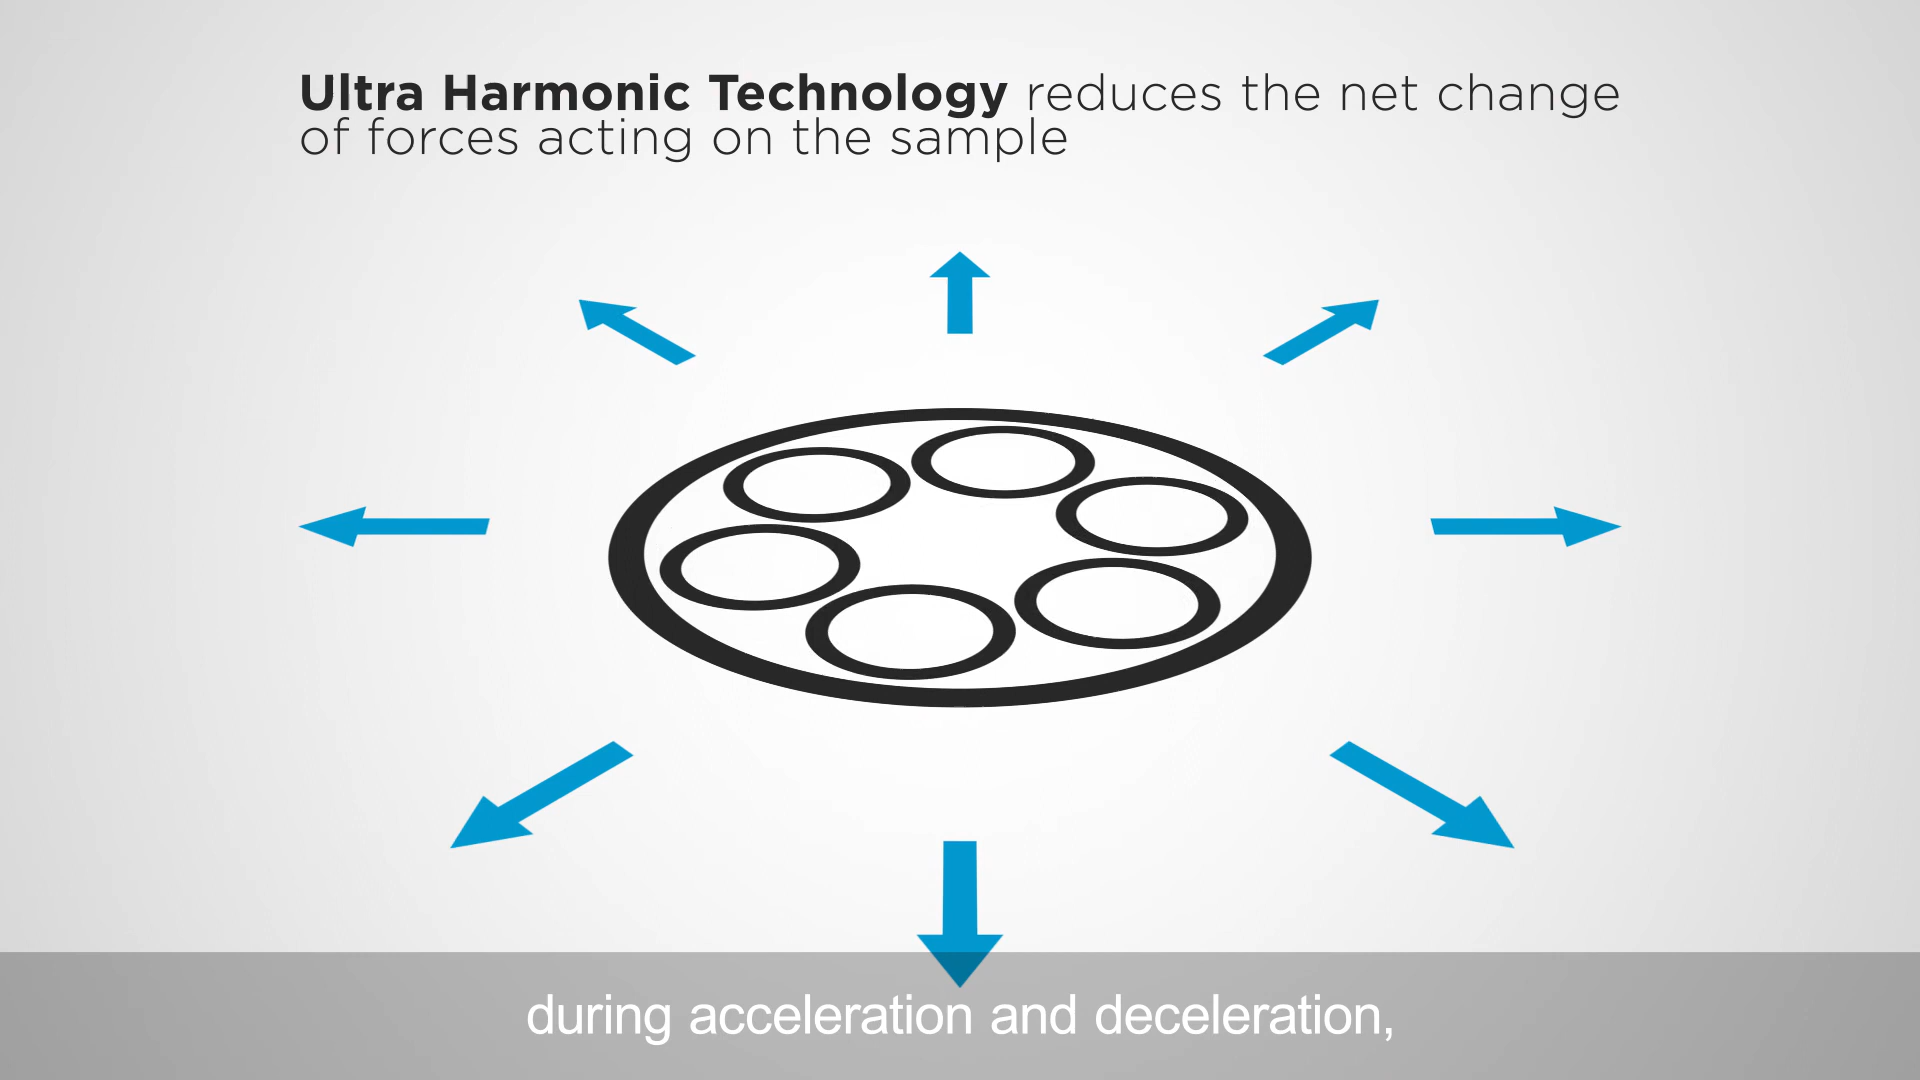 Ultra Harmonic Technology reduces the net change
of forces acting on the sample
during acceleration and deceleration,